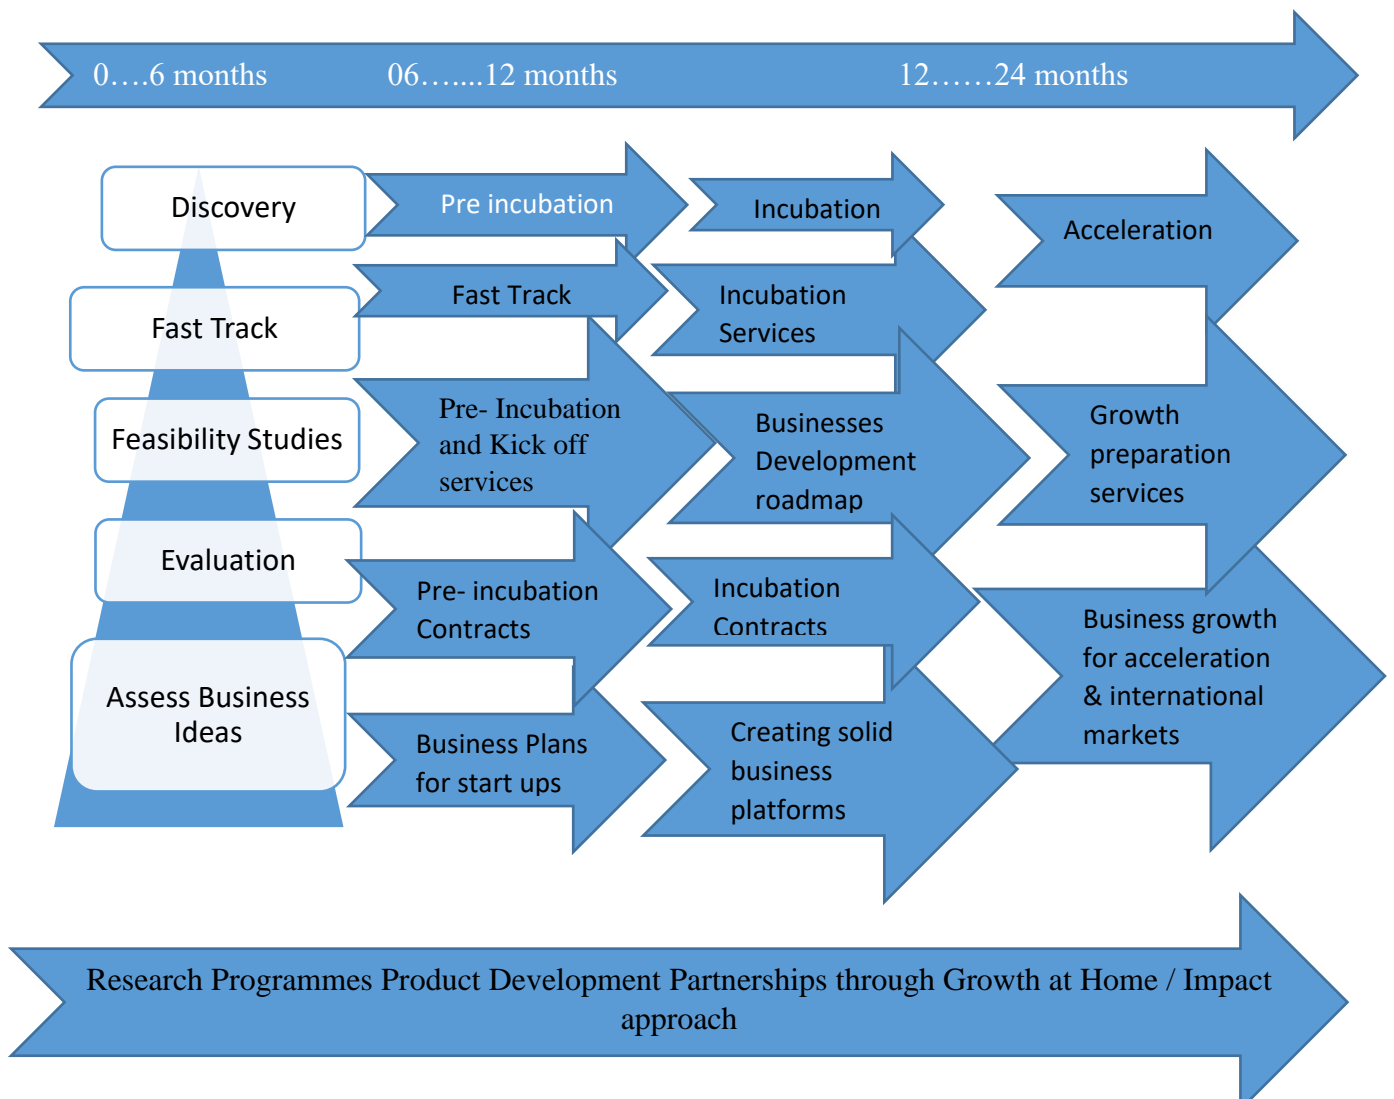 0….6 months
06…....12 months
12……24 months
Discovery
Pre incubation
Incubation
Acceleration
Fast Track
Fast Track
Incubation
Services
Feasibility Studies
Pre- Incubation
and Kick off
services
Businesses
Development
roadmap
Growth
preparation
services
Evaluation
Pre- incubation
Contracts
Incubation
Contracts
Business growth
for acceleration
& international
markets
Assess Business
Ideas
Business Plans
for start ups
Creating solid
business
platforms
Research Programmes Product Development Partnerships through Growth at Home / Impact
approach